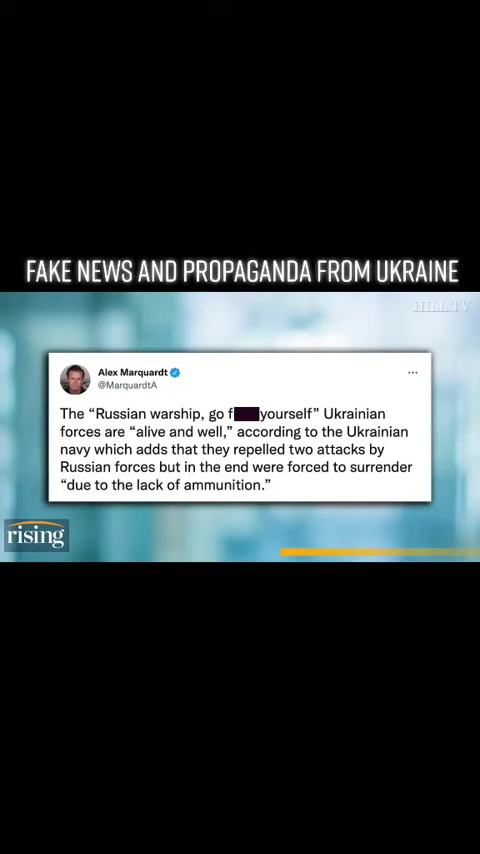 FAKE NEWS AND PROPAGANDA FROM UKRAINE
HILL.TV
Alex Marquardt
@MarquardtA
The “Russian warship, go f yourself” Ukrainian
forces are “alive and well,” according to the Ukrainian
navy which adds that they repelled two attacks by
Russian forces but in the end were forced to surrender
“due to the lack of ammunition.”
rising